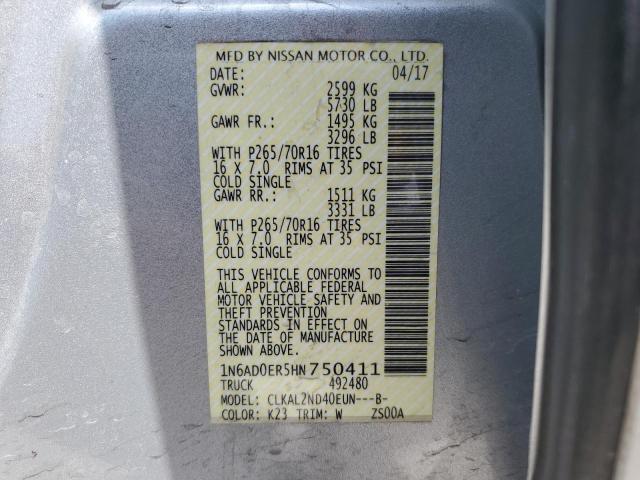 MFD BY NISSAN MOTOR CO., LTD.
DATE: 04/17
GVWR: 2599 KG
5730 LB
GAWR FR.: 1495 KG
3296 LB
WITH P265/70R16 TIRES
16 X 7.0 RIMS AT 35 PSI
COLD SINGLE
GAWR RR.: 1511 KG
3331 LB
WITH P265/70R16 TIRES
16 X 7.0 RIMS AT 35 PSI
COLD SINGLE
THIS VEHICLE CONFORMS TO
ALL APPLICABLE FEDERAL
MOTOR VEHICLE SAFETY AND
THEFT PREVENTION
STANDARDS IN EFFECT ON
THE DATE OF MANUFACTURE
SHOWN ABOVE.
1N6AD0ER5HN750411
TRUCK 492480
MODEL: CLKAL2ND40EUN---B-
COLOR: K23 TRIM: W ZS00A